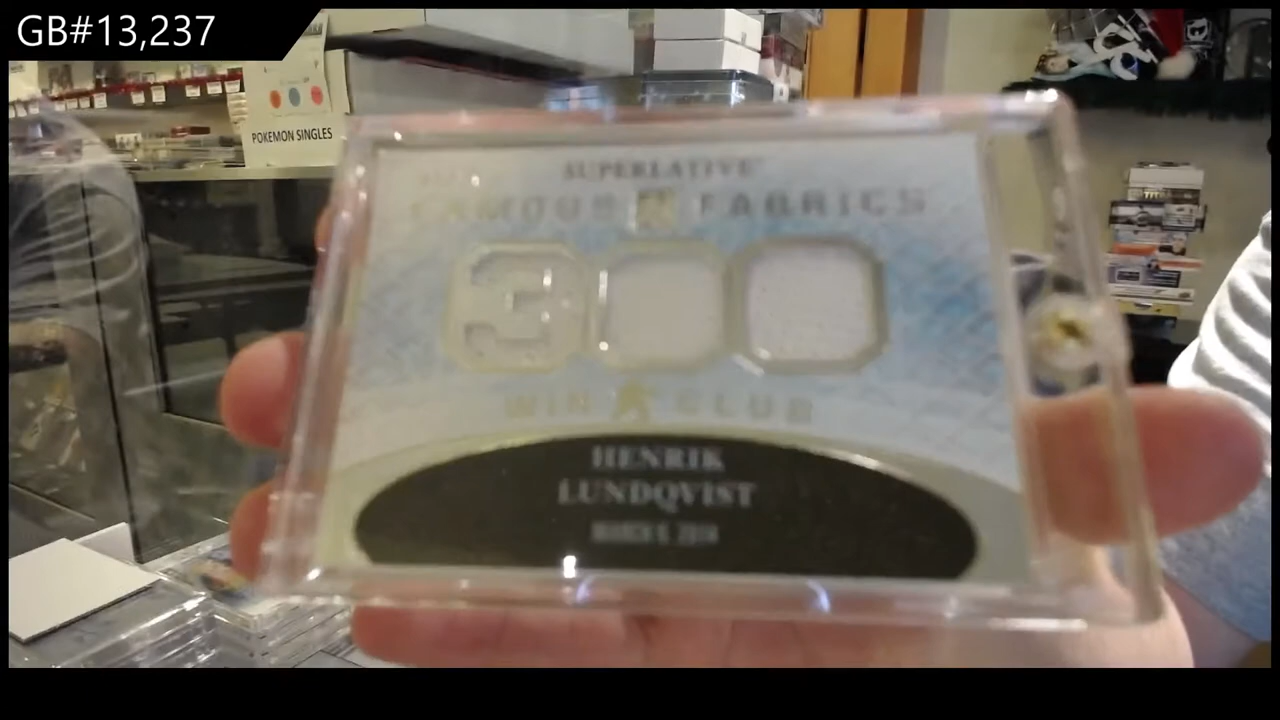 GB#13,237
POKEMON SINGLES
SUPERLATIVE
FAMOUS FABRICS
300
WIN CLUB
HENRIK
LUNDQVIST